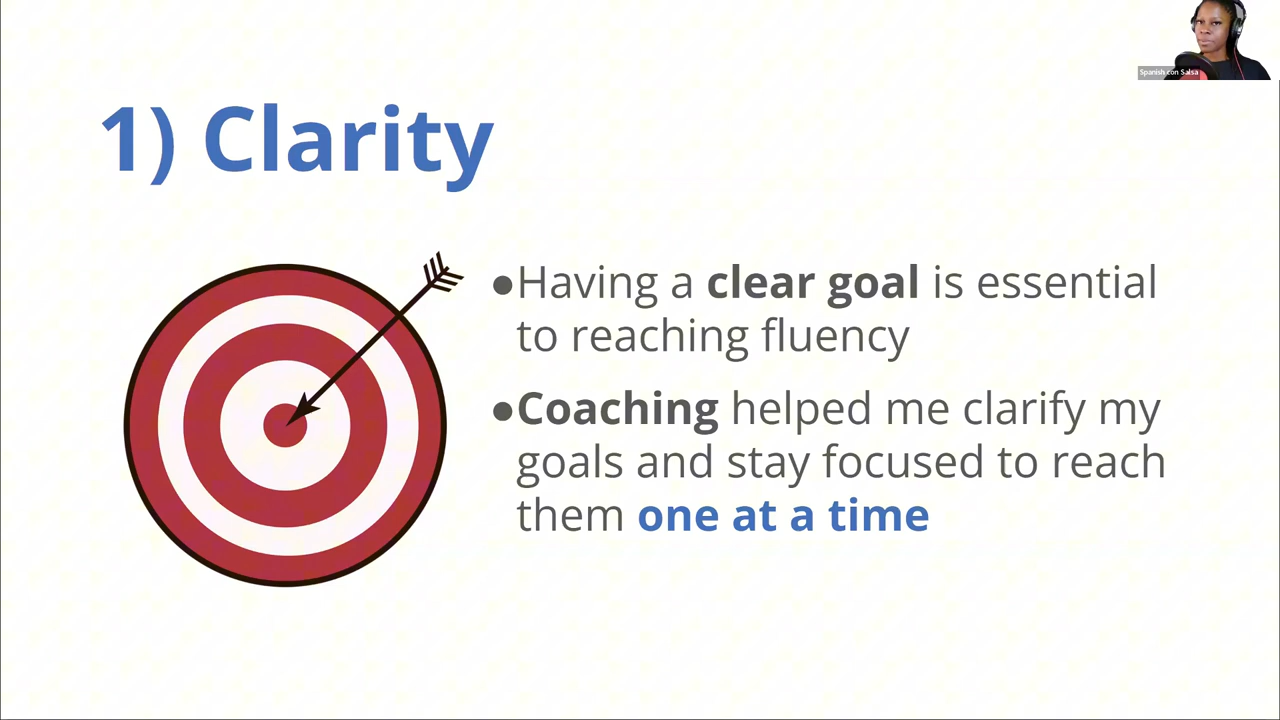 Spanish con Salsa
1) Clarity
●Having a clear goal is essential
to reaching fluency
●Coaching helped me clarify my
goals and stay focused to reach
them one at a time